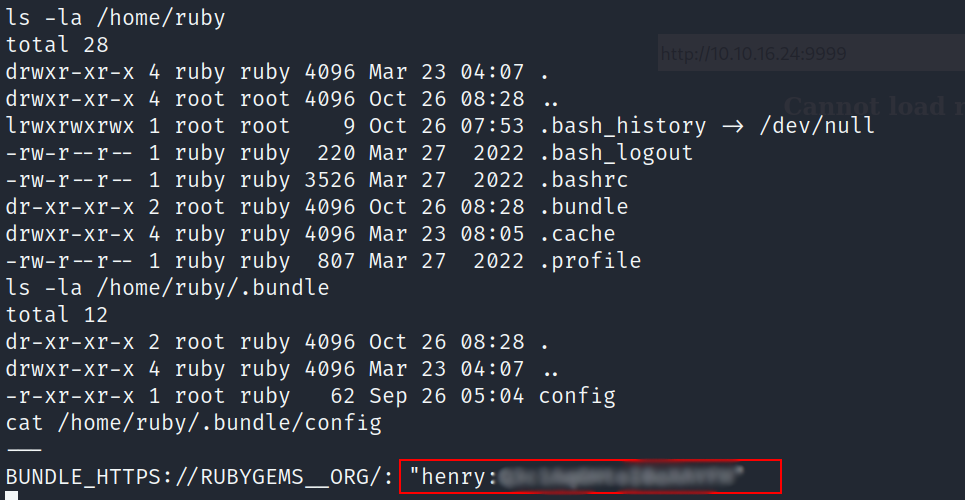 ls -la /home/ruby
total 28
http://10.10.16.24:9999
drwxr-xr-x 4 ruby ruby 4096 Mar 23 04:07 .
drwxr-xr-x 4 root root 4096 Oct 26 08:28 ..
Cannot load r
lrwxrwxrwx 1 root root    9 Oct 26 07:53 .bash_history -> /dev/null
-rw-r--r-- 1 ruby ruby  220 Mar 27  2022 .bash_logout
-rw-r--r-- 1 ruby ruby 3526 Mar 27  2022 .bashrc
dr-xr-xr-x 2 root ruby 4096 Oct 26 08:28 .bundle
drwxr-xr-x 4 ruby ruby 4096 Mar 23 08:05 .cache
-rw-r--r-- 1 ruby ruby  807 Mar 27  2022 .profile
ls -la /home/ruby/.bundle
total 12
dr-xr-xr-x 2 root ruby 4096 Oct 26 08:28 .
drwxr-xr-x 4 ruby ruby 4096 Mar 23 04:07 ..
-r-xr-xr-x 1 root ruby   62 Sep 26 05:04 config
cat /home/ruby/.bundle/config
---
BUNDLE_HTTPS://RUBYGEMS__ORG/: "henry: